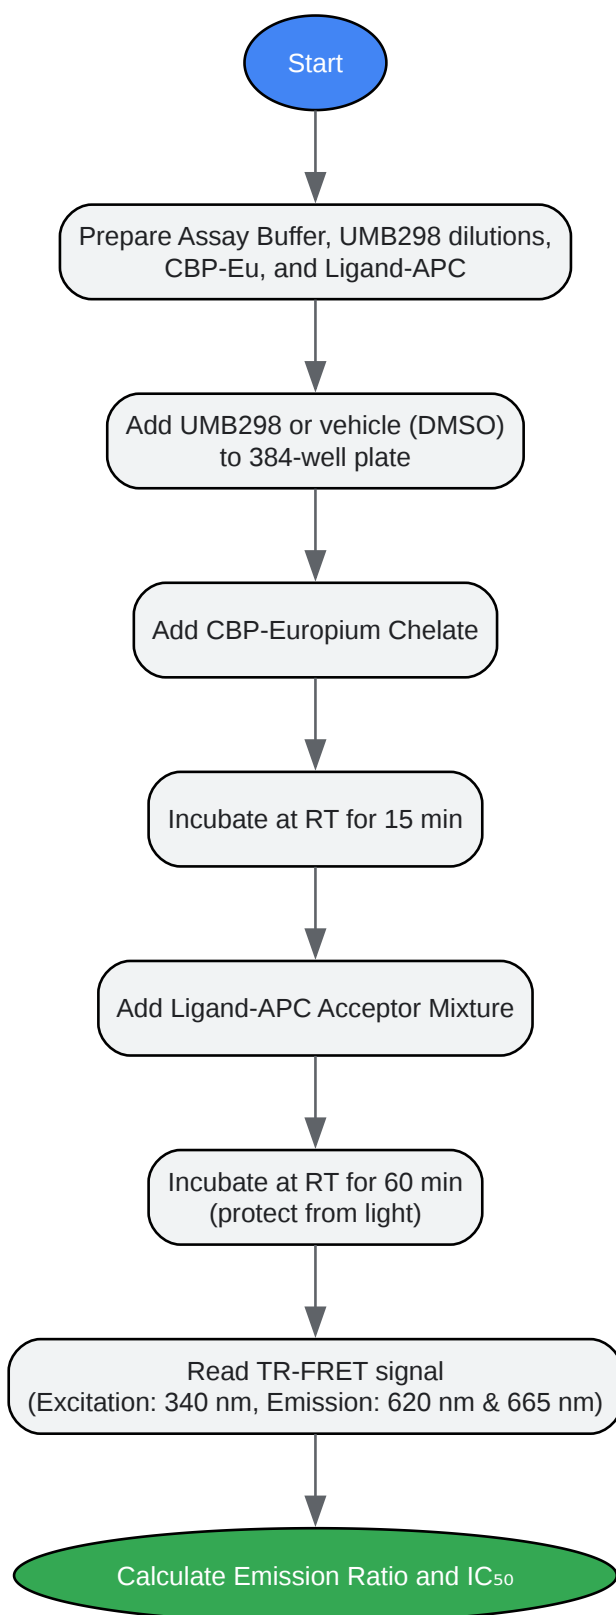 Start
Prepare Assay Buffer, UMB298 dilutions,
CBP-Eu, and Ligand-APC
Add UMB298 or vehicle (DMSO)
to 384-well plate
Add CBP-Europium Chelate
Incubate at RT for 15 min
Add Ligand-APC Acceptor Mixture
Incubate at RT for 60 min
(protect from light)
Read TR-FRET signal
(Excitation: 340 nm, Emission: 620 nm & 665 nm)
Calculate Emission Ratio and IC₅₀